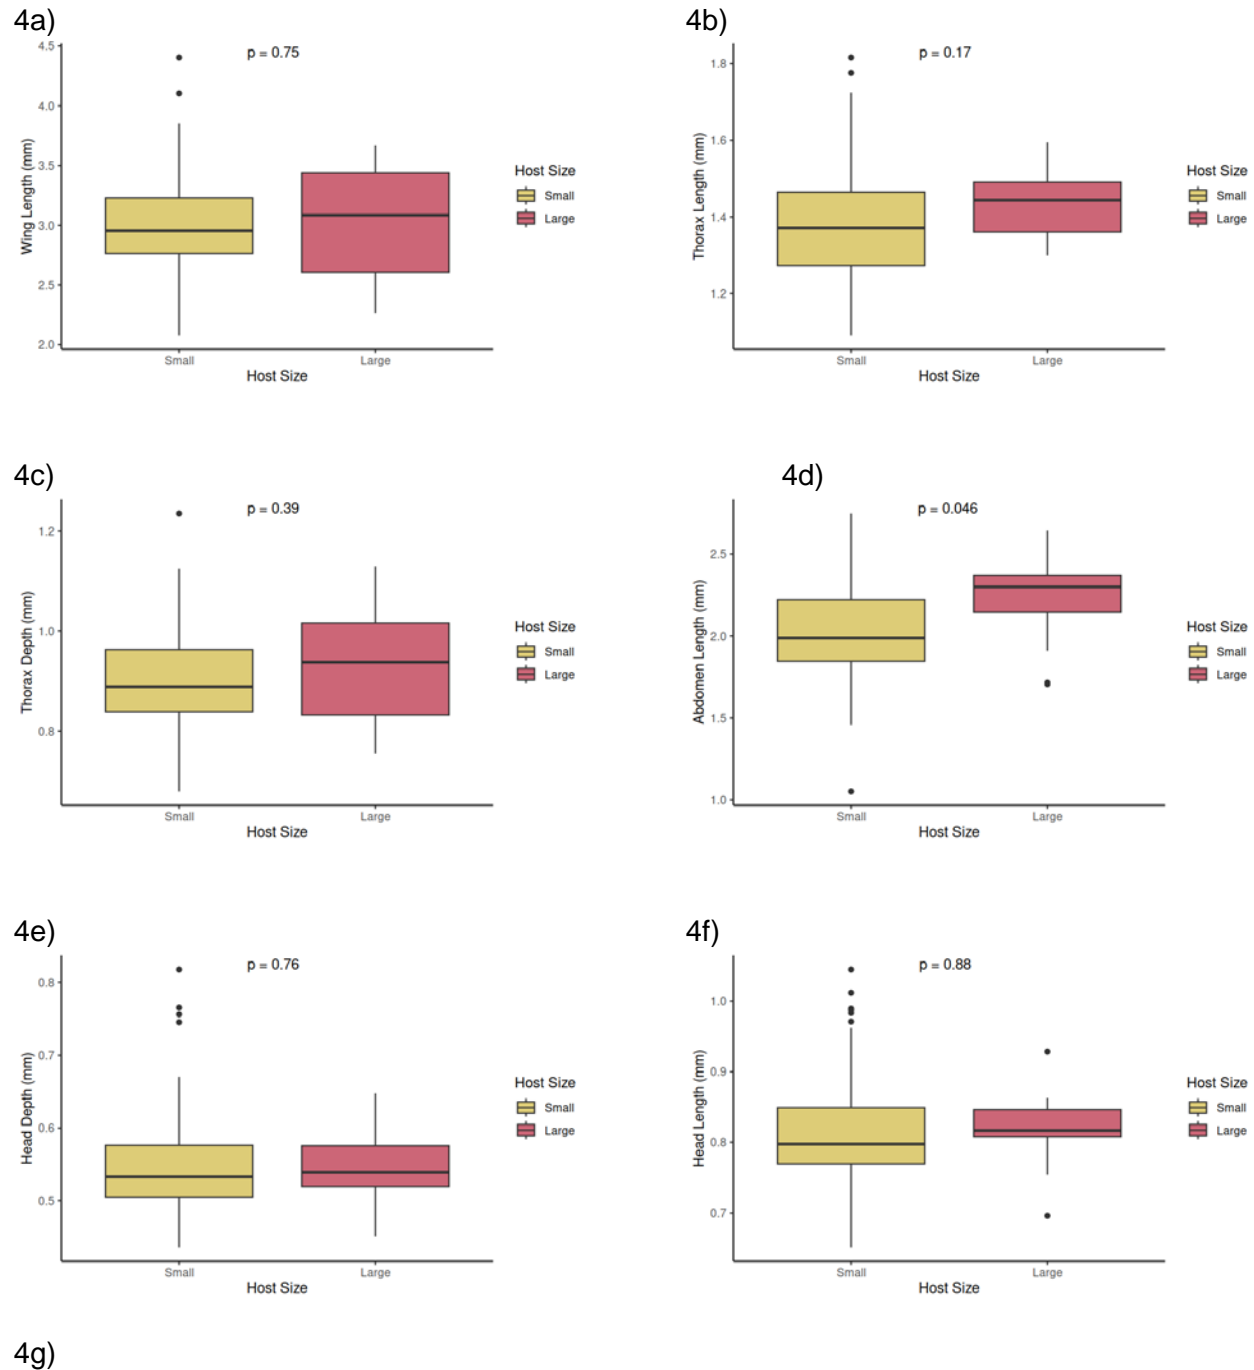 4a)
p = 0.75
4.5
4.0
3.5
3.0
2.5
2.0
Wing Length (mm)
Small
Large
Host Size
Host Size
Small
Large
4b)
p = 0.17
1.8
1.6
1.4
1.2
Thorax Length (mm)
Small
Large
Host Size
Host Size
Small
Large
4c)
p = 0.39
1.2
1.0
0.8
Thorax Depth (mm)
Small
Large
Host Size
Host Size
Small
Large
4d)
p = 0.046
2.5
2.0
1.5
1.0
Abdomen Length (mm)
Small
Large
Host Size
Host Size
Small
Large
4e)
p = 0.76
0.8
0.7
0.6
0.5
Head Depth (mm)
Small
Large
Host Size
Host Size
Small
Large
4f)
p = 0.88
1.0
0.9
0.8
0.7
Head Length (mm)
Small
Large
Host Size
Host Size
Small
Large
4g)